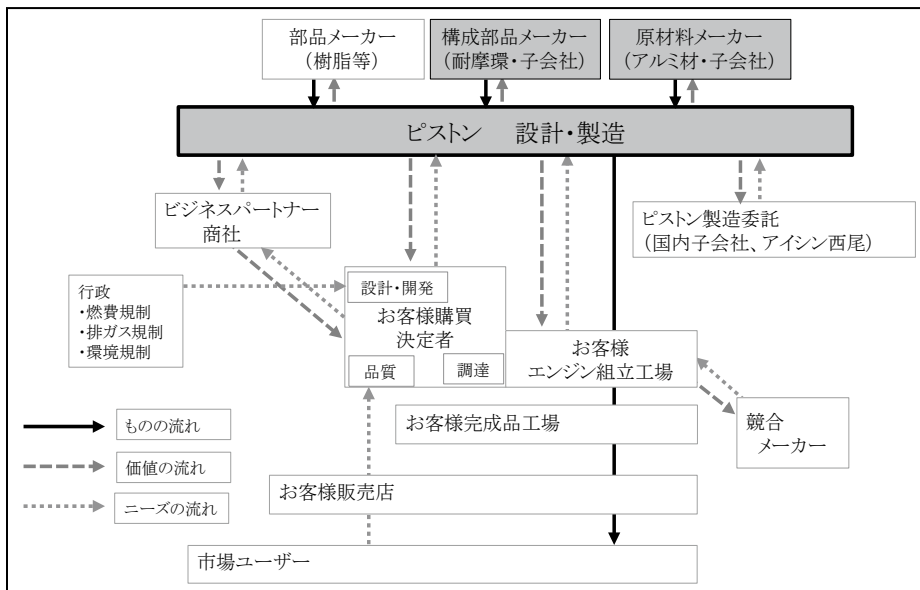 部品メーカー
(樹脂等)
構成部品メーカー
(耐摩環・子会社)
原材料メーカー
(アルミ材・子会社)
ピストン 設計・製造
ビジネスパートナー
商社
ピストン製造委託
(国内子会社、アイシン西尾)
行政
・燃費規制
・排ガス規制
・環境規制
設計・開発
お客様購買
決定者
品質
調達
お客様
エンジン組立工場
お客様完成品工場
競合
メーカー
ものの流れ
価値の流れ
ニーズの流れ
お客様販売店
市場ユーザー